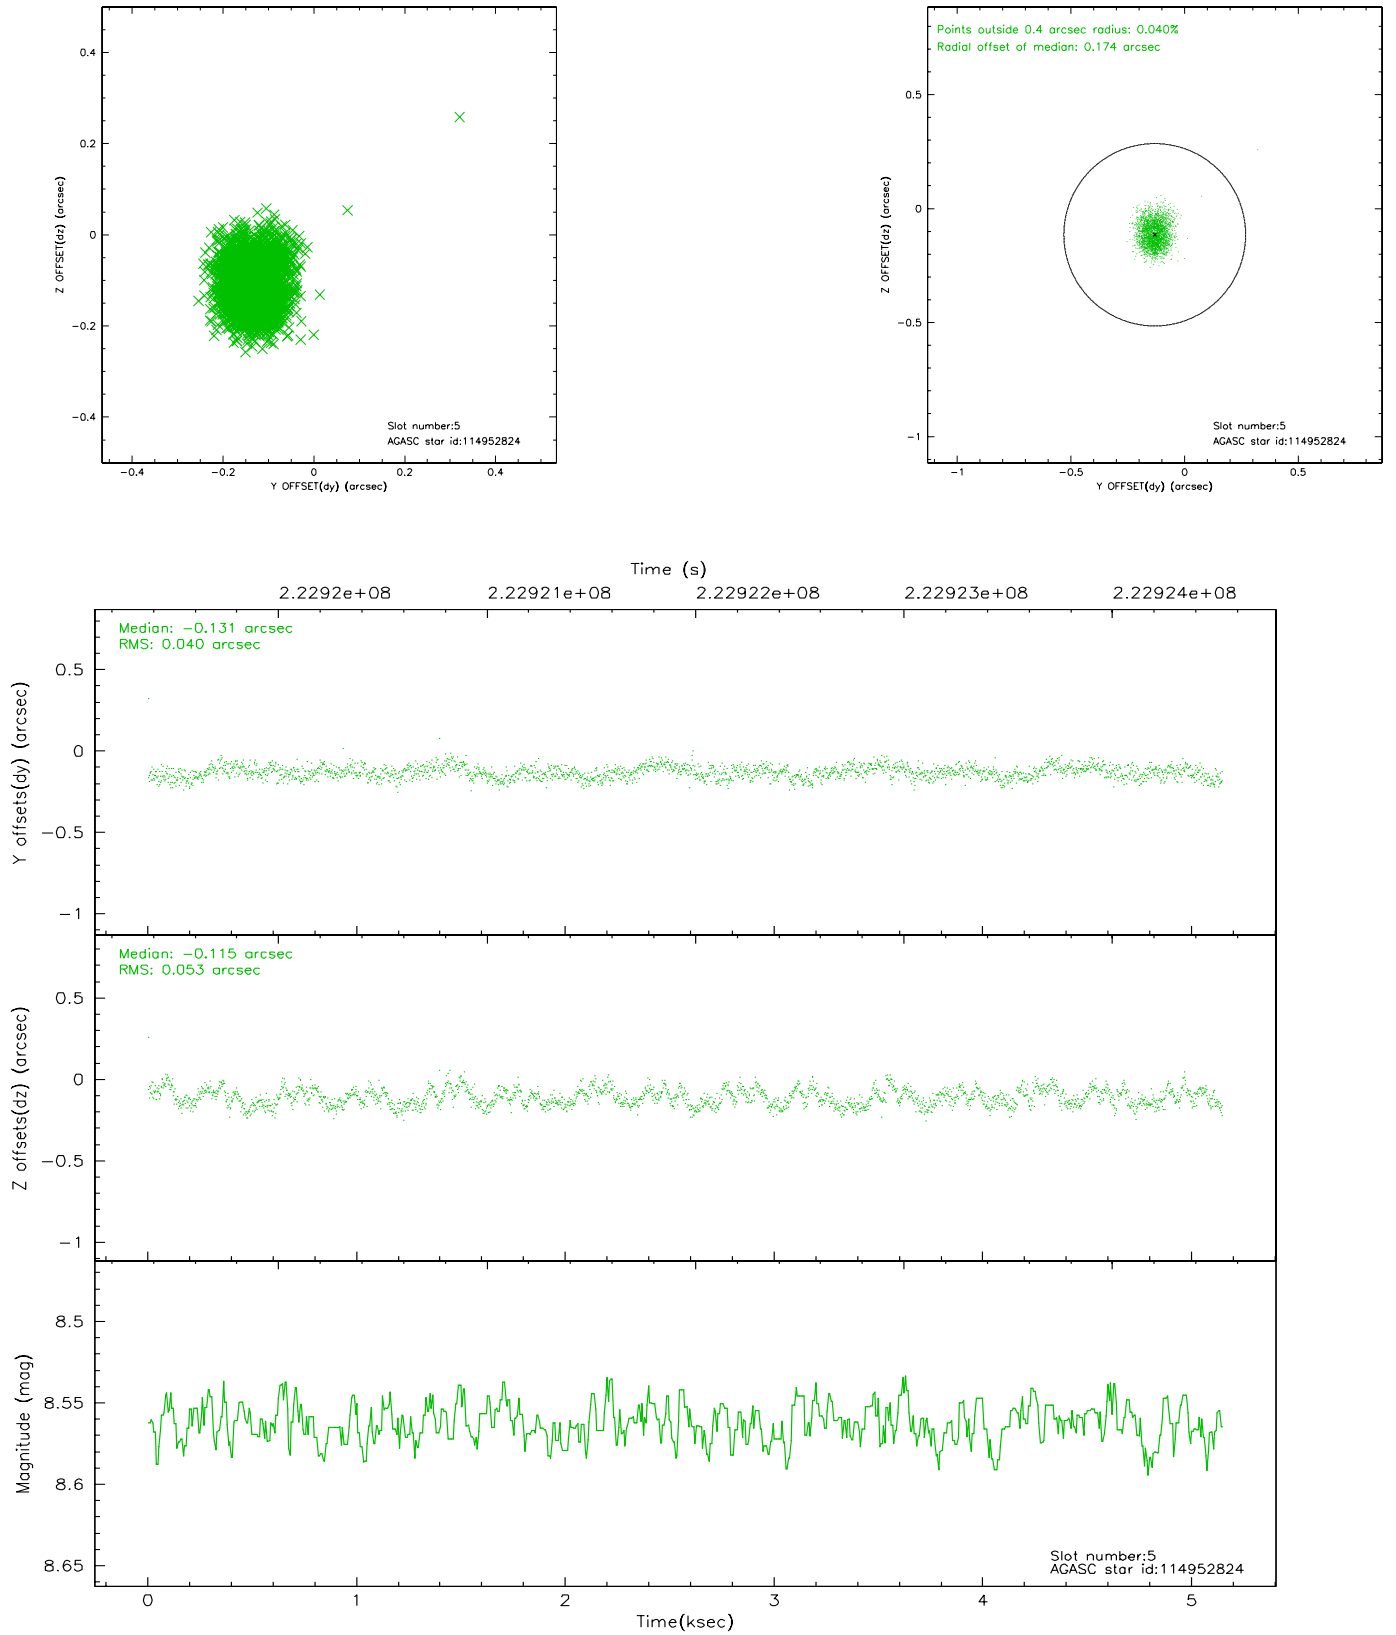 0.4
0.2
0
−0.2
−0.4
Z OFFSET(dz) (arcsec)
Slot number:5
AGASC star id:114952824
−0.4 −0.2 0 0.2 0.4
Y OFFSET(dy) (arcsec)
Points outside 0.4 arcsec radius: 0.040%
Radial offset of median: 0.174 arcsec
0.5
0
−0.5
−1
Z OFFSET(dz) (arcsec)
Slot number:5
AGASC star id:114952824
−1 −0.5 0 0.5
Y OFFSET(dy) (arcsec)
Time (s)
2.2292e+08 2.22921e+08 2.22922e+08 2.22923e+08 2.22924e+08
Median: −0.131 arcsec
RMS: 0.040 arcsec
0.5
0
−0.5
−1
Y offsets(dy) (arcsec)
Median: −0.115 arcsec
RMS: 0.053 arcsec
0.5
0
−0.5
−1
Z offsets(dz) (arcsec)
8.5
8.55
8.6
8.65
Magnitude (mag)
Slot number:5
AGASC star id:114952824
0 1 2 3 4 5
Time(ksec)